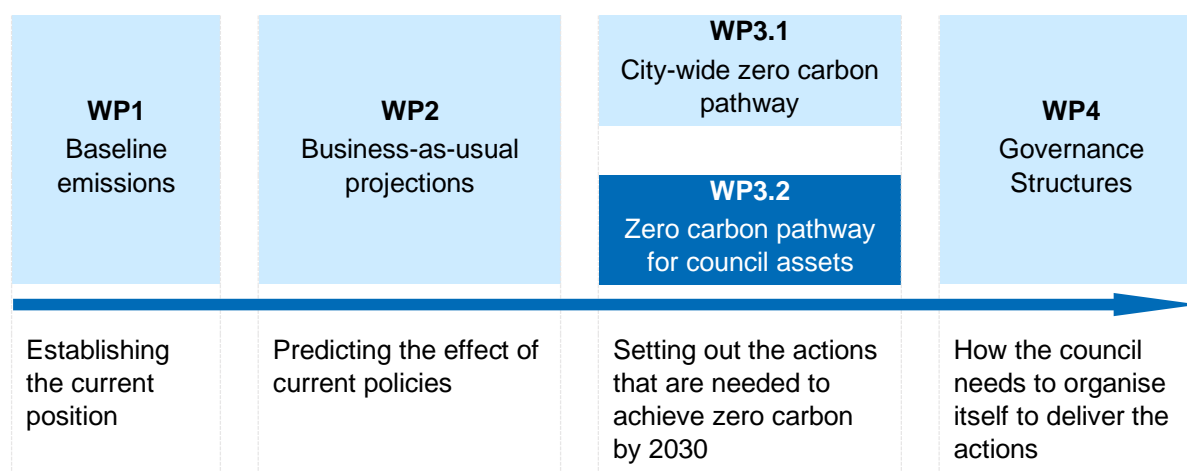 WP1
Baseline
emissions
WP2
Business-as-usual
projections
WP3.1
City-wide zero carbon
pathway
WP3.2
Zero carbon pathway
for council assets
WP4
Governance
Structures
Establishing
the current
position
Predicting the effect of
current policies
Setting out the actions
that are needed to
achieve zero carbon
by 2030
How the council
needs to organise
itself to deliver the
actions